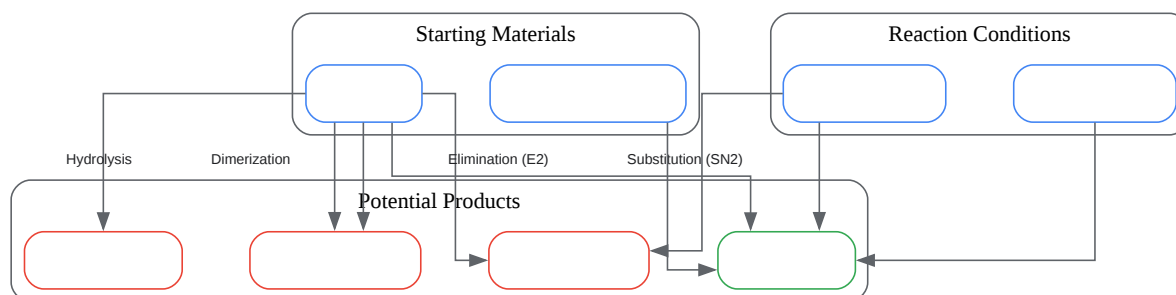 Starting Materials
Reaction Conditions
Hydrolysis
Dimerization
Elimination (E2)
Substitution (SN2)
Potential Products